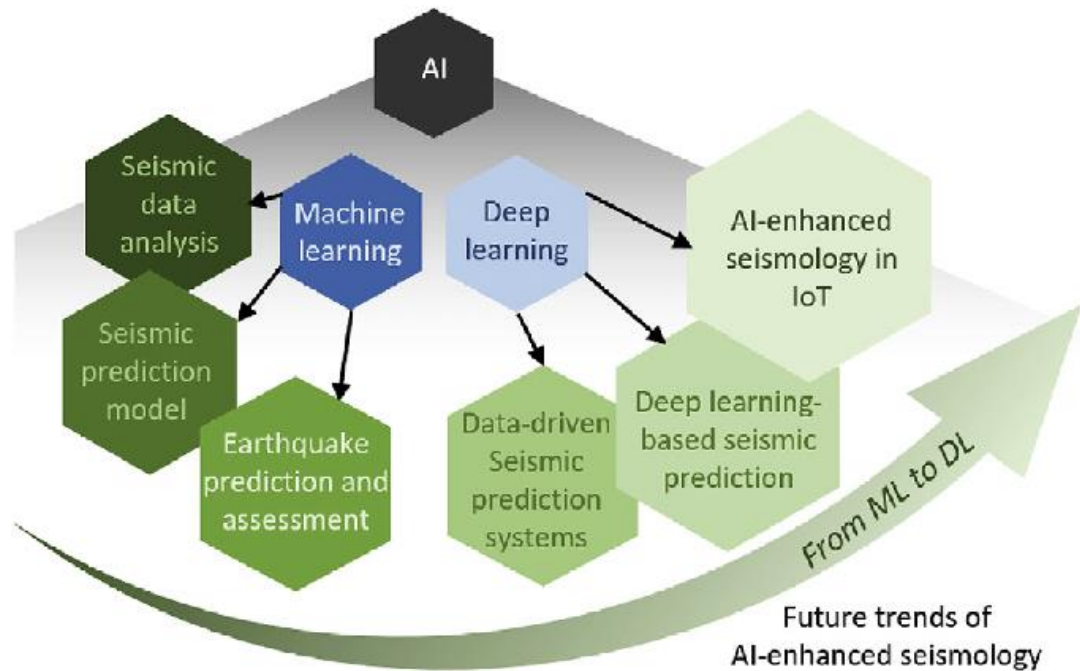 AI
Seismic
data
analysis
Machine
learning
Deep
learning
AI-enhanced
seismology in
IoT
Seismic
prediction
model
Earthquake
prediction and
assessment
Data-driven
Seismic
prediction
systems
Deep learning-
based seismic
prediction
From ML to DL
Future trends of
AI-enhanced seismology